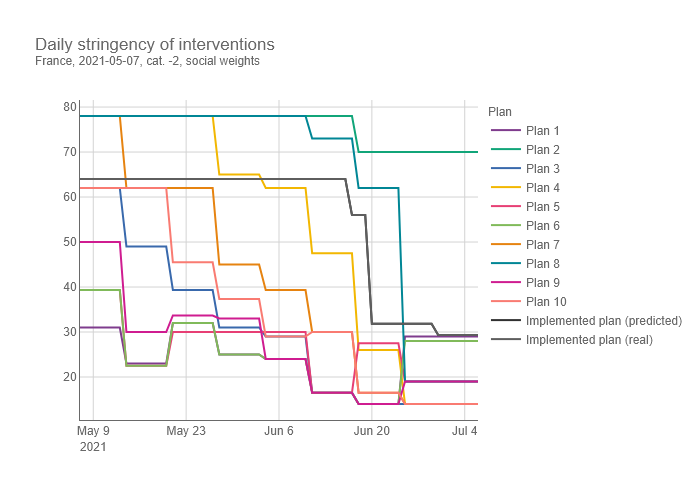 Daily stringency of interventions
France, 2021-05-07, cat. -2, social weights
80
70
60
50
40
30
20
May 9
2021
May 23
Jun 6
Jun 20
Jul 4
Plan
Plan 1
Plan 2
Plan 3
Plan 4
Plan 5
Plan 6
Plan 7
Plan 8
Plan 9
Plan 10
Implemented plan (predicted)
Implemented plan (real)